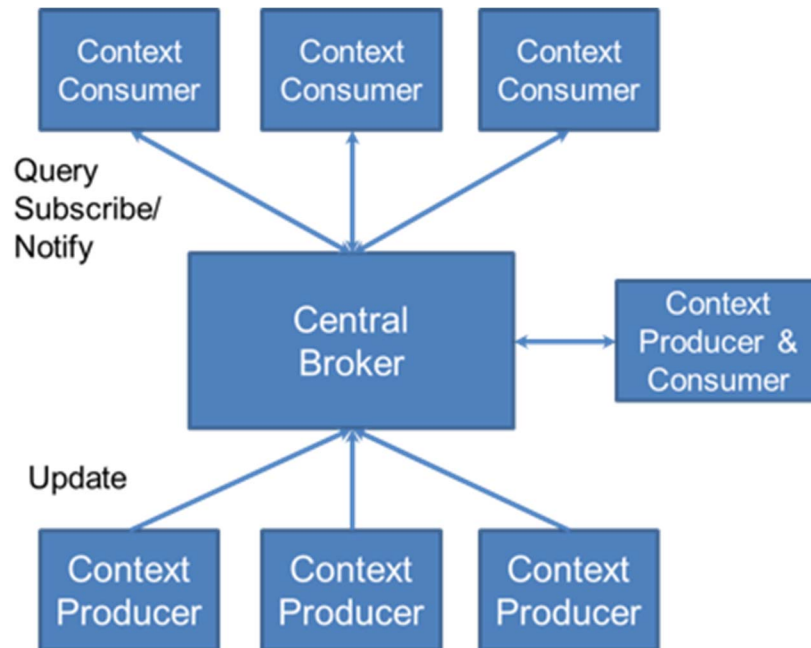 Context
Consumer
Context
Consumer
Context
Consumer
Query
Subscribe/
Notify
Central
Broker
Context
Producer &
Consumer
Update
Context
Producer
Context
Producer
Context
Producer